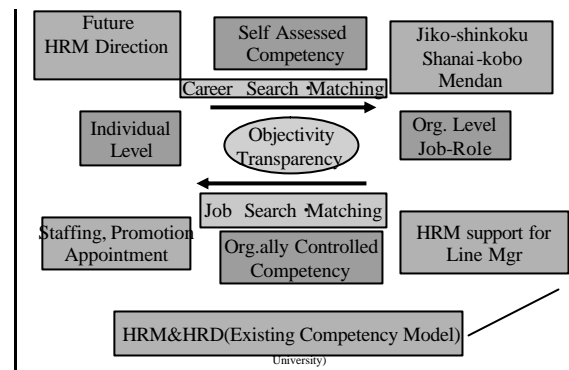 Future
HRM Direction
Self Assessed
Competency
Jiko-shinkoku
Shanai-kobo
Mendan
Career Search・Matching
Individual
Level
Objectivity
Transparency
Org. Level
Job-Role
Job Search・Matching
Staffing, Promotion
Appointment
Org.ally Controlled
Competency
HRM support for
Line Mgr
HRM&HRD(Existing Competency Model)
University)